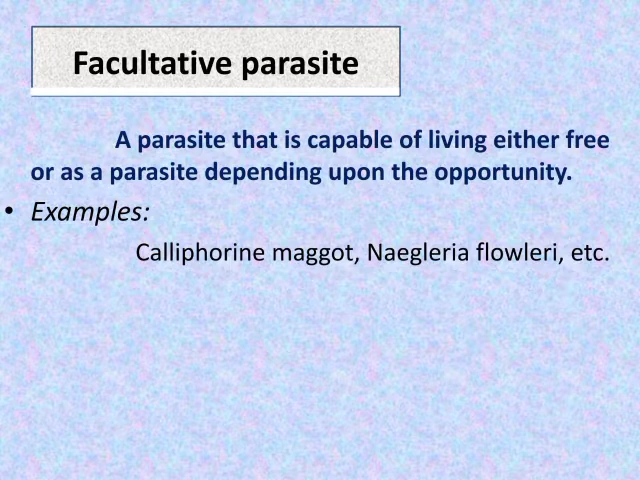 Facultative parasite
A parasite that is capable of living either free
or as a parasite depending upon the opportunity.
• Examples:
Calliphorine maggot, Naegleria flowleri, etc.